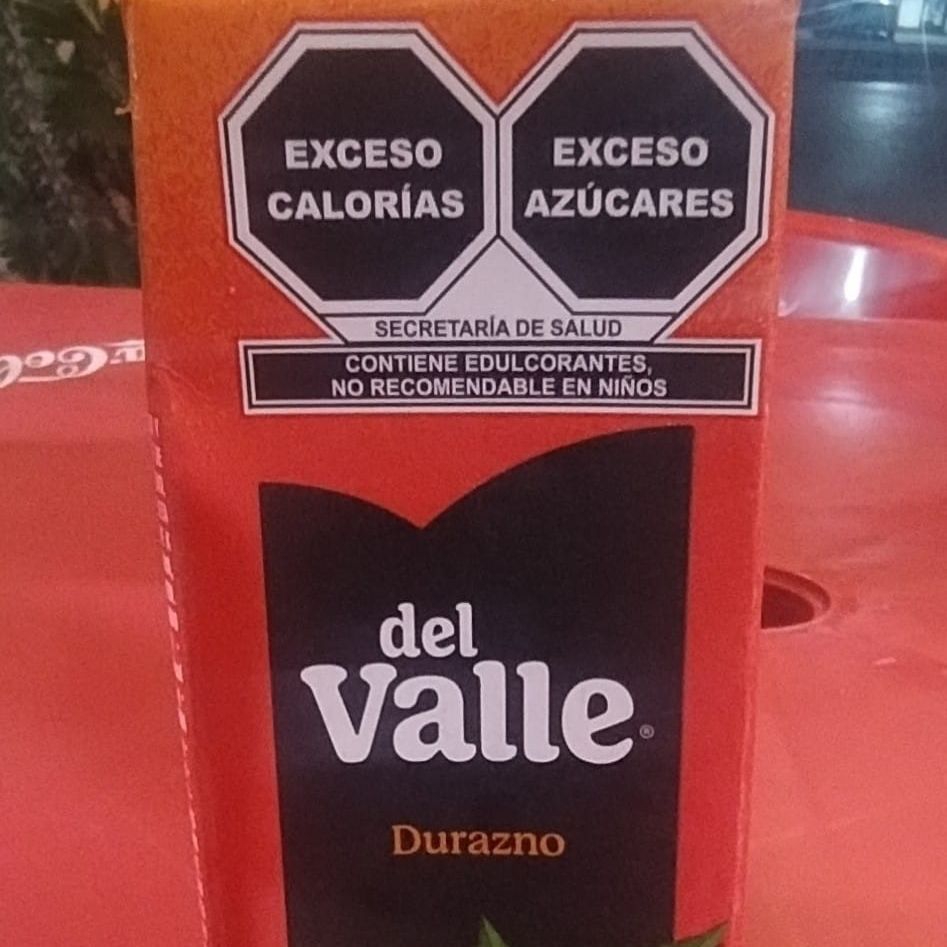 EXCESO
CALORÍAS
EXCESO
AZÚCARES
SECRETARÍA DE SALUD
CONTIENE EDULCORANTES,
NO RECOMENDABLE EN NIÑOS
del
Valle®
Durazno